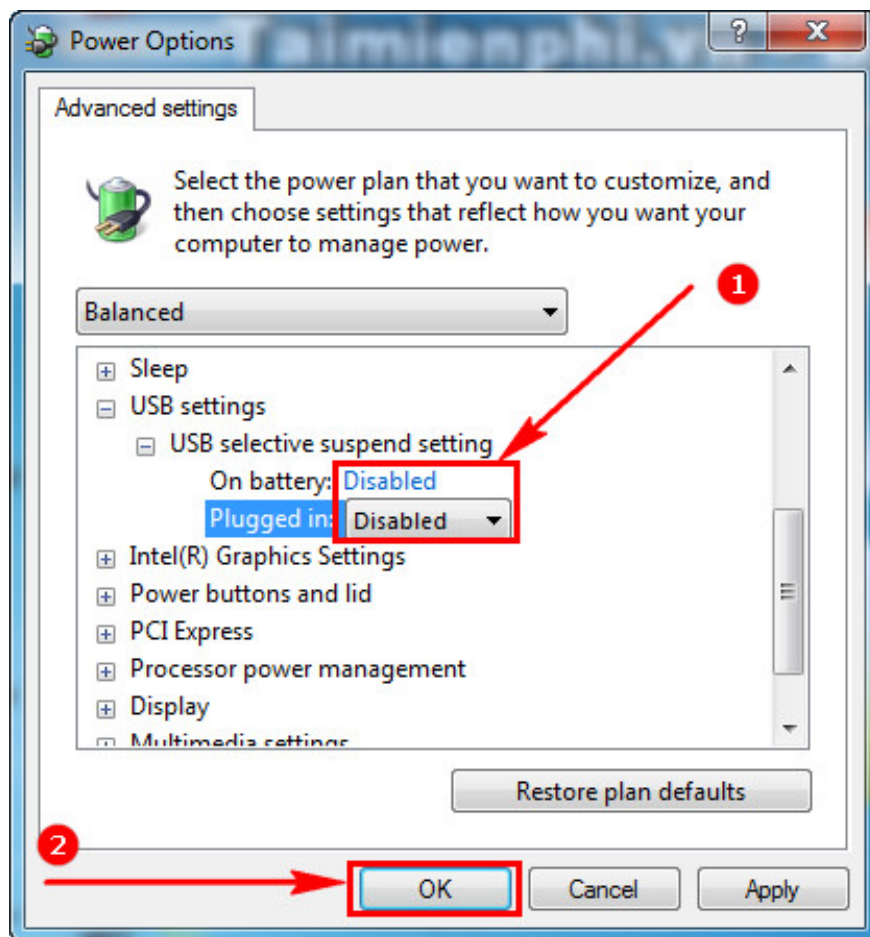 Taimienphi.v
Power Options
?
X
Advanced settings
Select the power plan that you want to customize, and
then choose settings that reflect how you want your
computer to manage power.
1
Balanced
Sleep
USB settings
USB selective suspend setting
On battery: Disabled
Plugged in: Disabled
Intel(R) Graphics Settings
Power buttons and lid
PCI Express
Processor power management
Display
Multimedia settings
Restore plan defaults
2
OK
Cancel
Apply